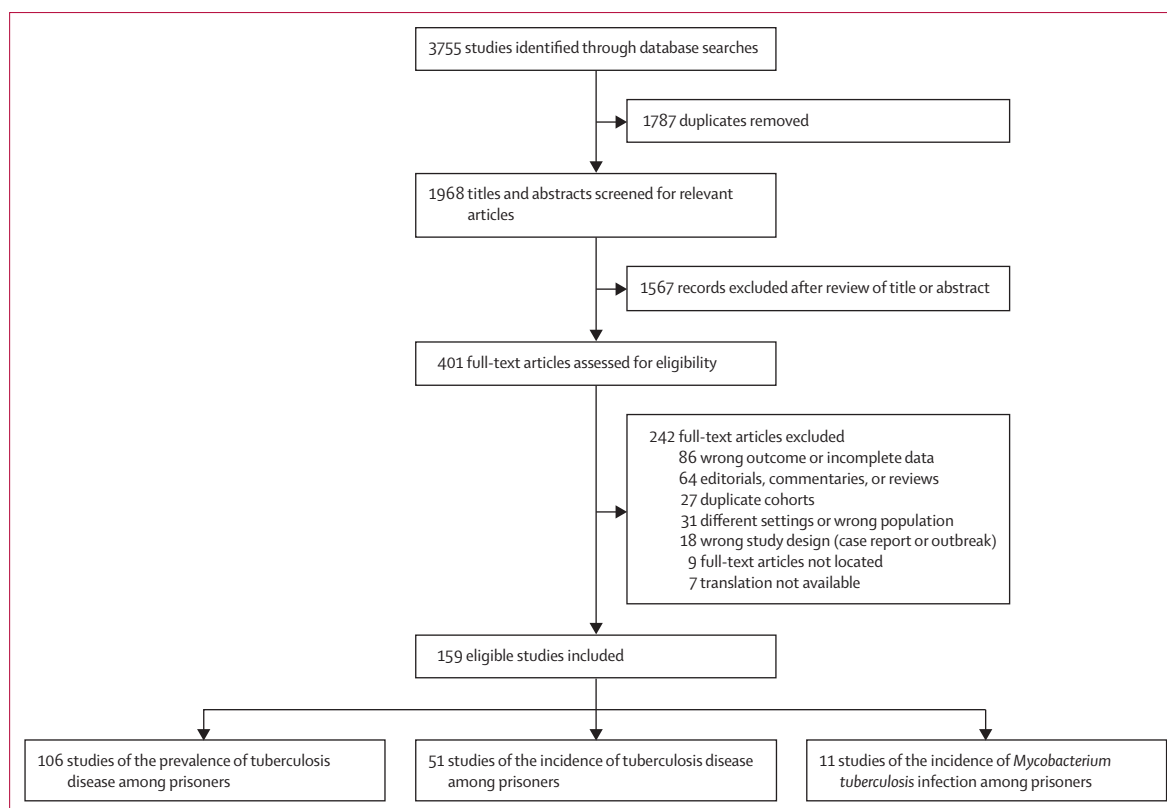 3755 studies identified through database searches
1787 duplicates removed
1968 titles and abstracts screened for relevant
articles
1567 records excluded after review of title or abstract
401 full-text articles assessed for eligibility
242 full-text articles excluded
86 wrong outcome or incomplete data
64 editorials, commentaries, or reviews
27 duplicate cohorts
31 different settings or wrong population
18 wrong study design (case report or outbreak)
9 full-text articles not located
7 translation not available
159 eligible studies included
106 studies of the prevalence of tuberculosis
disease among prisoners
51 studies of the incidence of tuberculosis disease
among prisoners
11 studies of the incidence of Mycobacterium
tuberculosis infection among prisoners